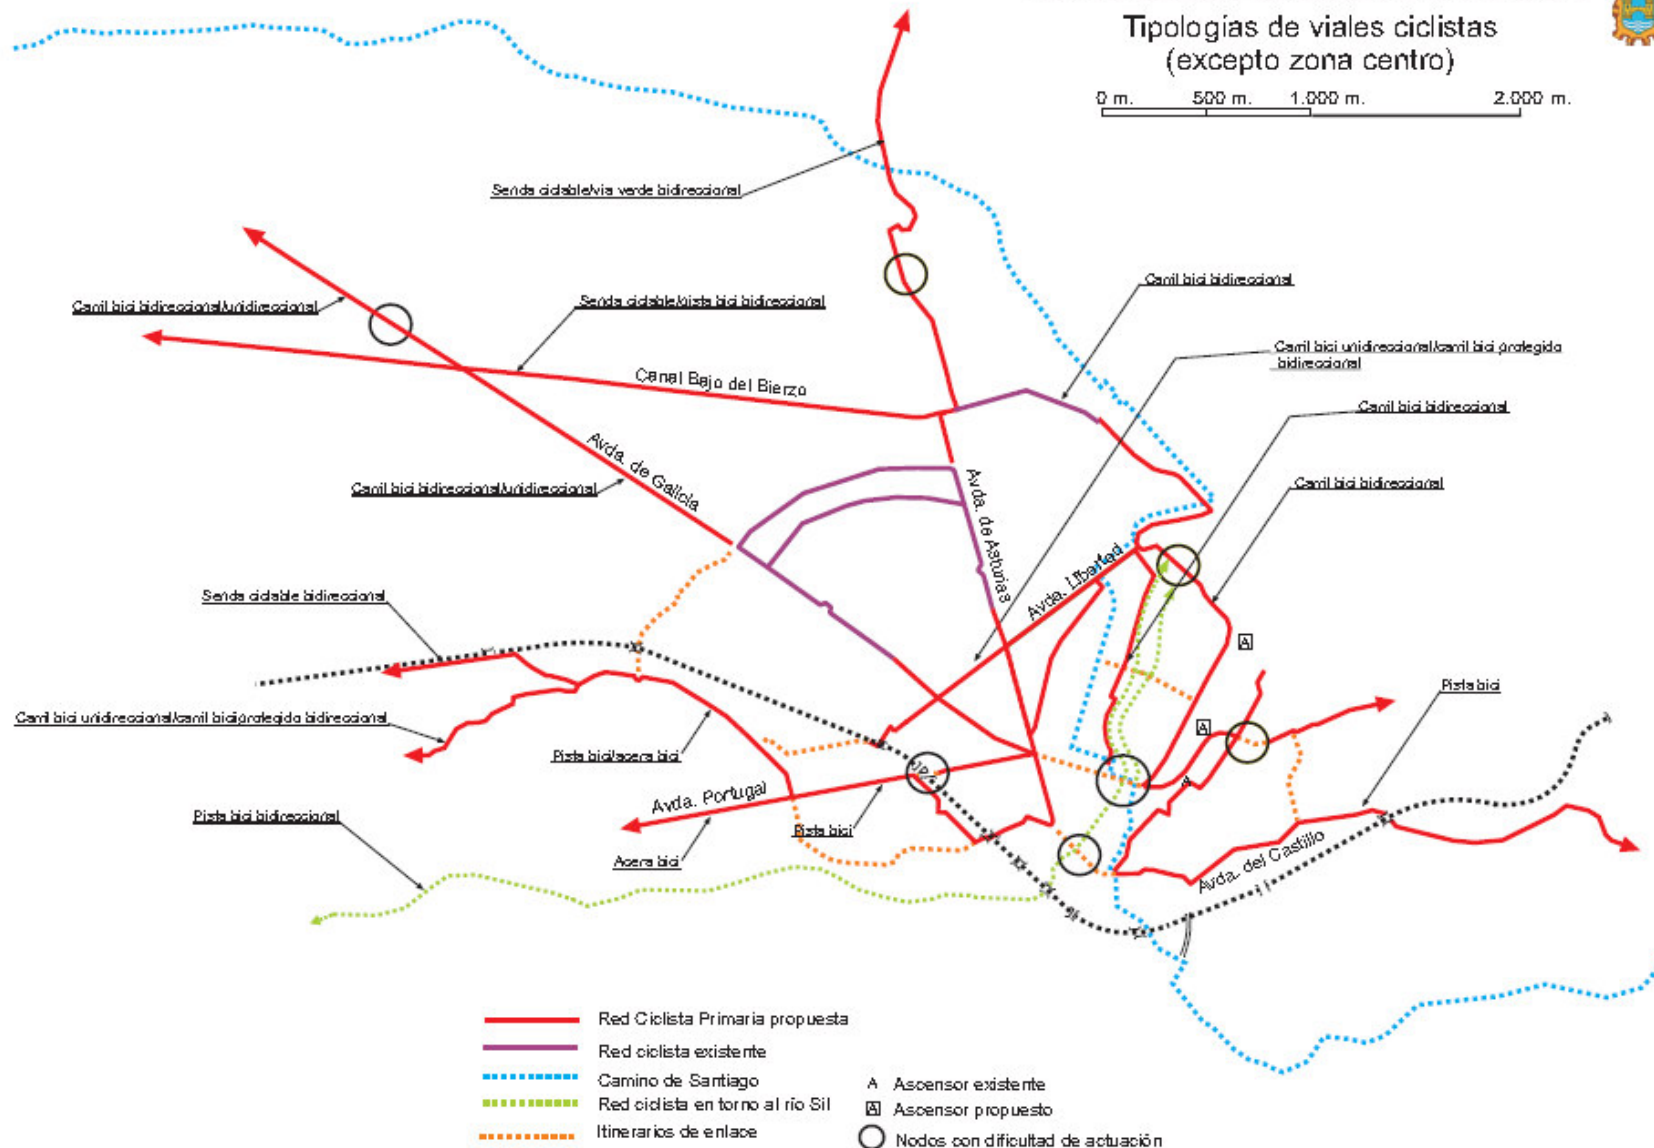 Tipologías de viales ciclistas
(excepto zona centro)
0 m. 500 m. 1.000 m. 2.000 m.
Senda ciclable/via verde bidireccional
Carril bici bidireccional/unidireccional
Senda ciclable/pista bici bidireccional
Carril bici bidireccional
Carril bici unidireccional/carril bici protegido
bidireccional
Canal Bajo del Bierzo
Carril bici bidireccional
Avda. de Galicia
Carril bici bidireccional/unidireccional
Avda. de Asturias
Carril bici bidireccional
Avda. Libertad
Senda ciclable bidireccional
A
Pista bici
Carril bici unidireccional/carril bici protegido bidireccional
A
Pista bici/acera bici
A
Avda. Portugal
Pista bici bidireccional
Pista bici
Acera bici
Avda. del Castillo
Red Ciclista Primaria propuesta
Red ciclista existente
Camino de Santiago
Red ciclista en torno al río Sil
Itinerarios de enlace
A Ascensor existente
A Ascensor propuesto
Nodos con dificultad de actuación